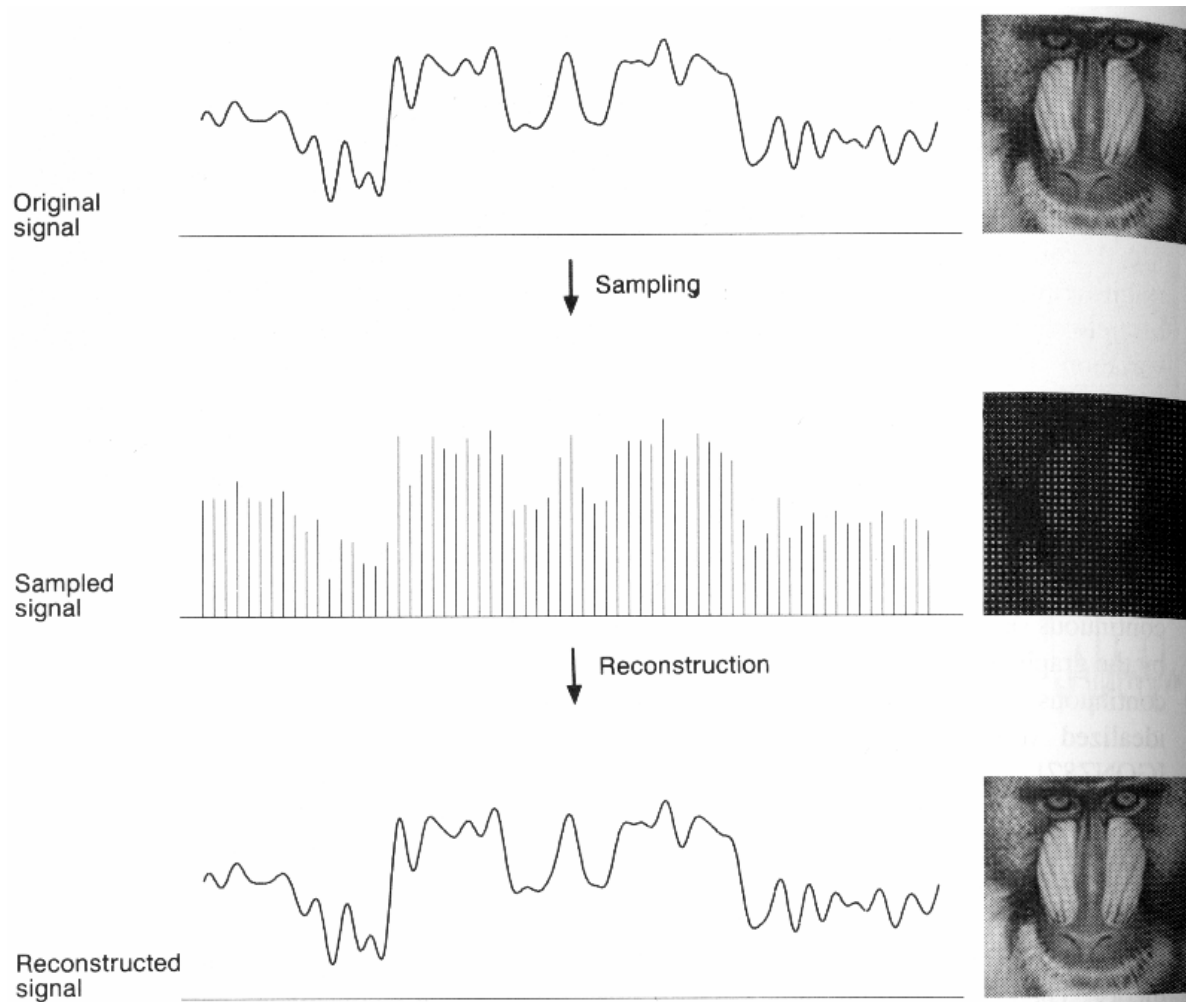 Original
signal
Sampling
Sampled
signal
Reconstruction
Reconstructed
signal